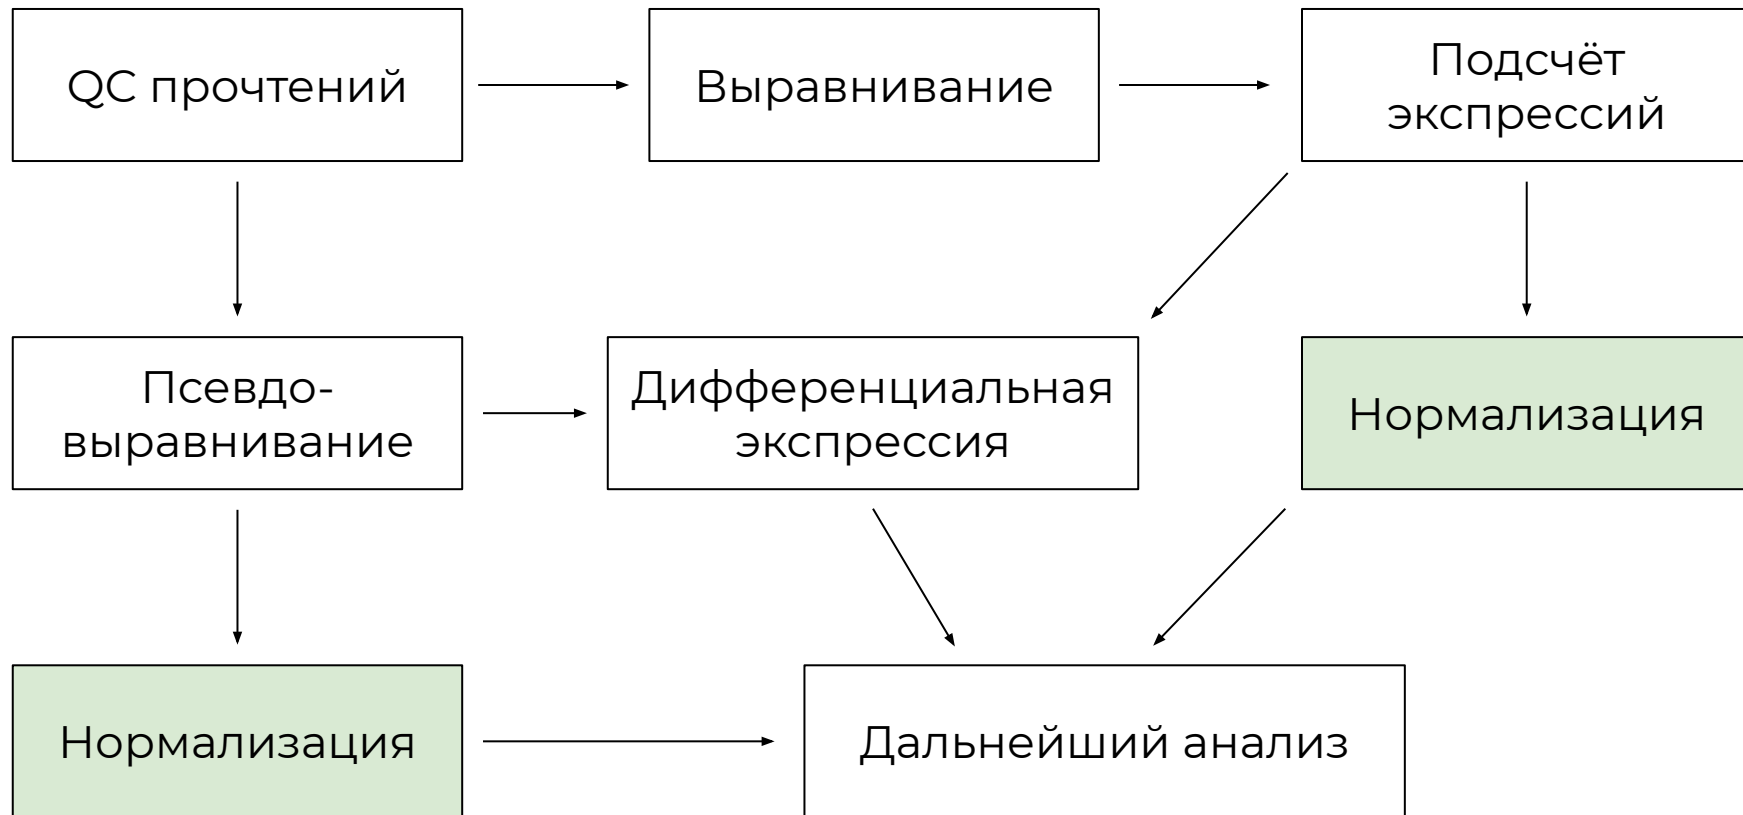 QC прочтений
Выравнивание
Подсчёт
экспрессий
Псевдо-
выравнивание
Дифференциальная
экспрессия
Нормализация
Нормализация
Дальнейший анализ